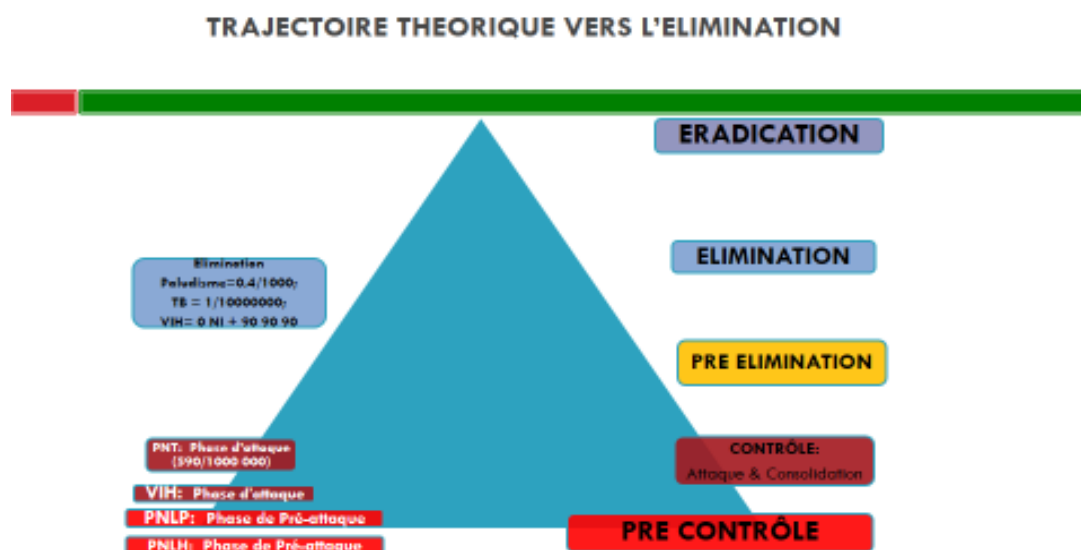 TRAJECTOIRE THEORIQUE VERS L'ELIMINATION
ERADICATION
ELIMINATION
Elimination
Paludisme=0,4/1000;
TB = 1/10000000;
VIH= 0 NI + 90 90 90
PRE ELIMINATION
PNT: Phase d'attaque
(590/1000 000)
CONTRÔLE:
Attaque & Consolidation
VIH: Phase d'attaque
PNLP: Phase de Pré-attaque
PRE CONTRÔLE
PNLH: Phase de Pré-attaque